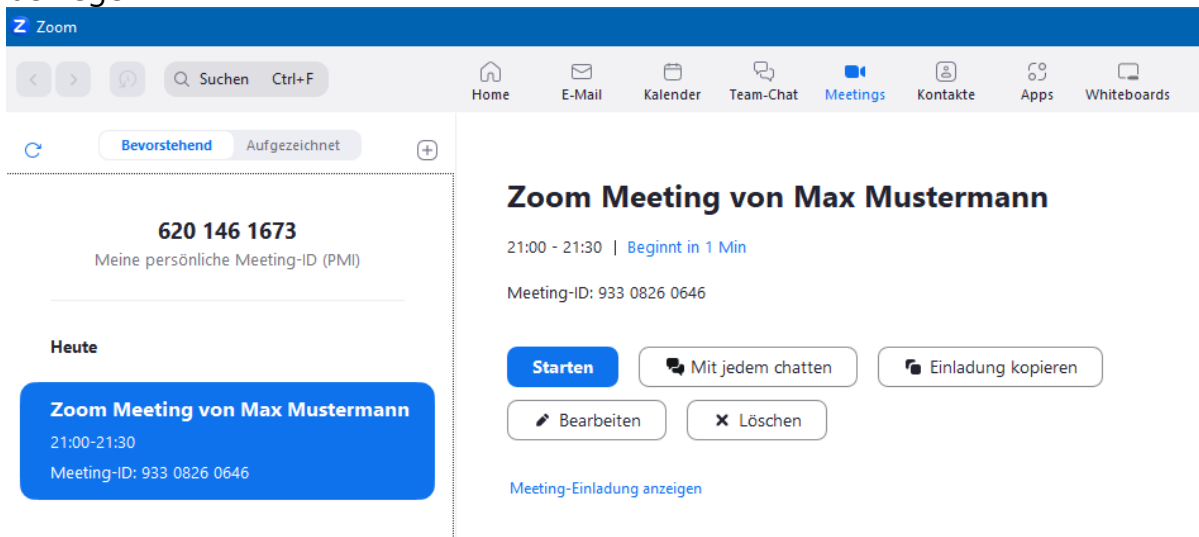 Zoom
Suchen Ctrl+F
Home E-Mail Kalender Team-Chat Meetings Kontakte Apps Whiteboards
Bevorstehend Aufgezeichnet
620 146 1673
Meine persönliche Meeting-ID (PMI)
Heute
Zoom Meeting von Max Mustermann
21:00-21:30
Meeting-ID: 933 0826 0646
Zoom Meeting von Max Mustermann
21:00 - 21:30 | Beginnt in 1 Min
Meeting-ID: 933 0826 0646
Starten Mit jedem chatten Einladung kopieren
Bearbeiten Löschen
Meeting-Einladung anzeigen